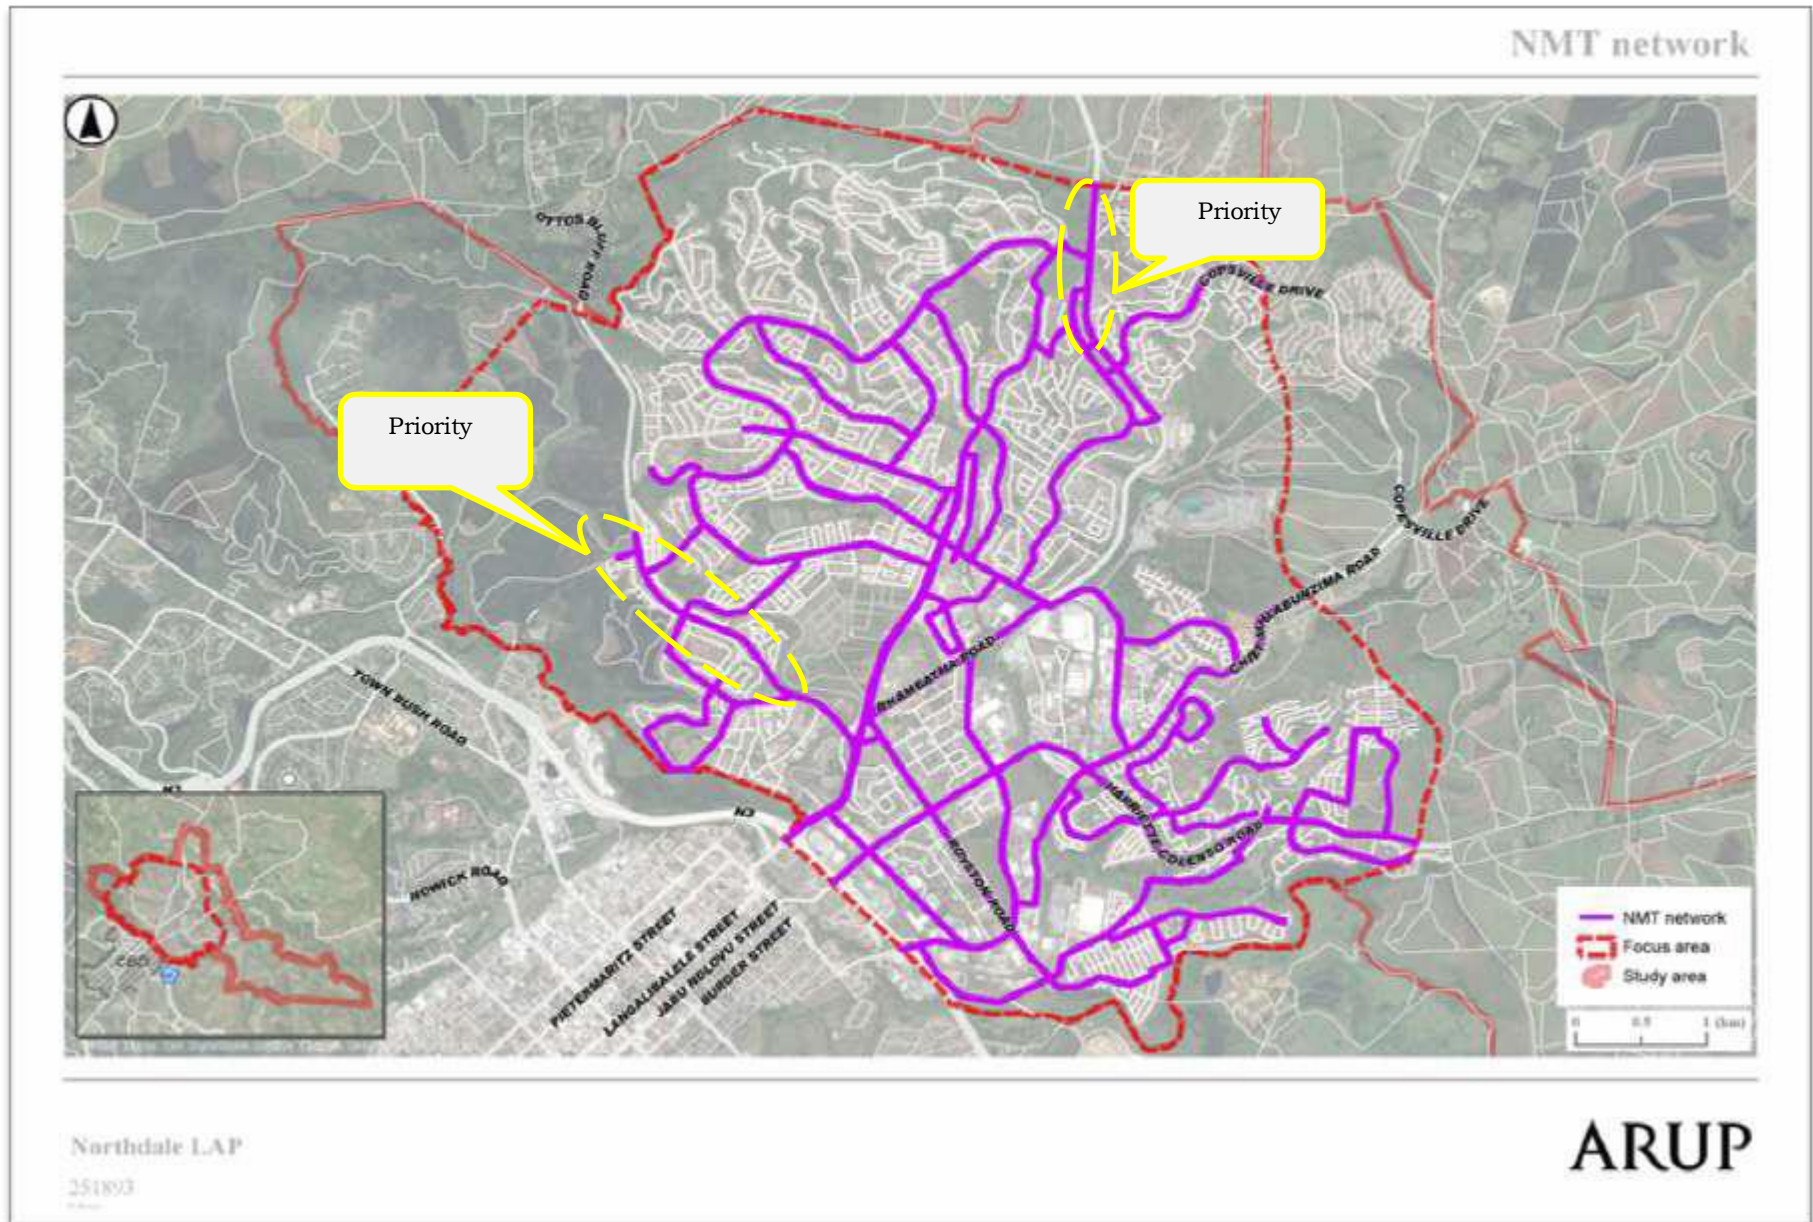 NMT network
OTTOS BLUFF ROAD
Priority
COPESVILLE DRIVE
Priority
COPESVILLE DRIVE
CHIEF MHLABUNZIMA ROAD
BHAMBATHA ROAD
TOWN BUSH ROAD
N3
N3
HARRIETTE COLENSO ROAD
ROYSTON ROAD
HOWICK ROAD
PIETERMARITZ STREET
LANGALIBALELE STREET
JABU NDLOVU STREET
BURGER STREET
CBD
NMT network
Focus area
Study area
0 0.5 1 (km)
Northdale LAP
251893
ARUP